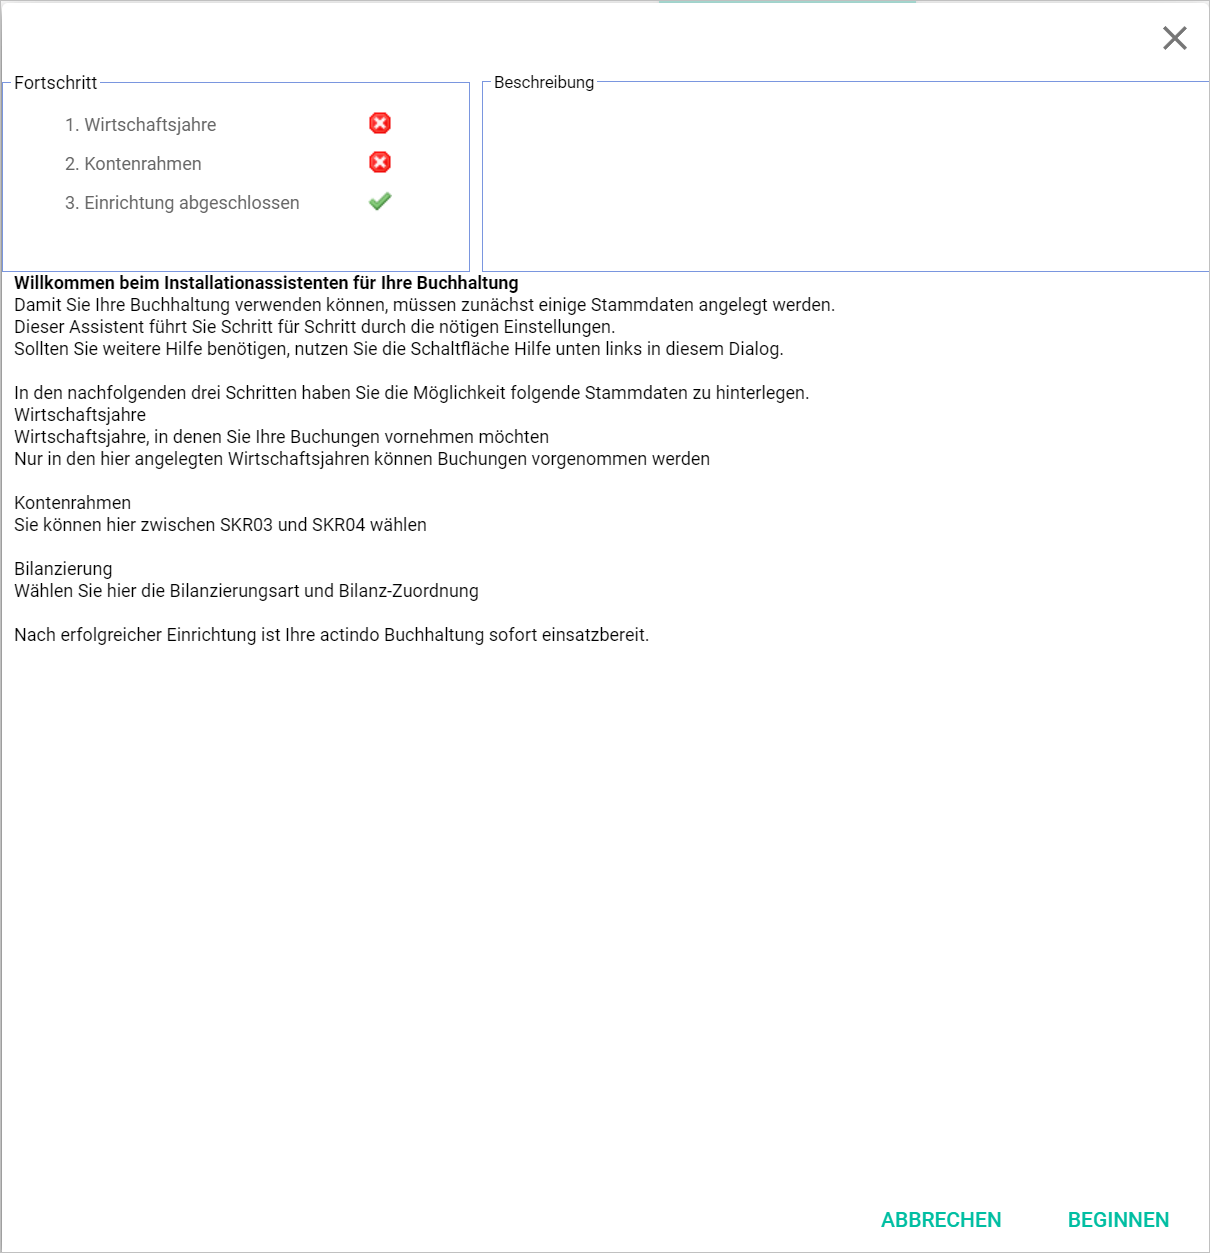 Fortschritt
Beschreibung
1. Wirtschaftsjahre
2. Kontenrahmen
3. Einrichtung abgeschlossen
Willkommen beim Installationassistenten für Ihre Buchhaltung
Damit Sie Ihre Buchhaltung verwenden können, müssen zunächst einige Stammdaten angelegt werden.
Dieser Assistent führt Sie Schritt für Schritt durch die nötigen Einstellungen.
Sollten Sie weitere Hilfe benötigen, nutzen Sie die Schaltfläche Hilfe unten links in diesem Dialog.
In den nachfolgenden drei Schritten haben Sie die Möglichkeit folgende Stammdaten zu hinterlegen.
Wirtschaftsjahre
Wirtschaftsjahre, in denen Sie Ihre Buchungen vornehmen möchten
Nur in den hier angelegten Wirtschaftsjahren können Buchungen vorgenommen werden
Kontenrahmen
Sie können hier zwischen SKR03 und SKR04 wählen
Bilanzierung
Wählen Sie hier die Bilanzierungsart und Bilanz-Zuordnung
Nach erfolgreicher Einrichtung ist Ihre actindo Buchhaltung sofort einsatzbereit.
ABBRECHEN
BEGINNEN